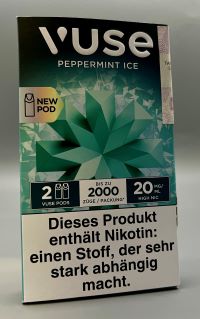 vuse
PEPPERMINT ICE
NEW
POD
2
VUSE PODS
BIS ZU
2000
ZÜGE / PACKUNG*
20 MG/
ML
HIGH NIC
Dieses Produkt
enthält Nikotin:
einen Stoff, der sehr
stark abhängig
macht.